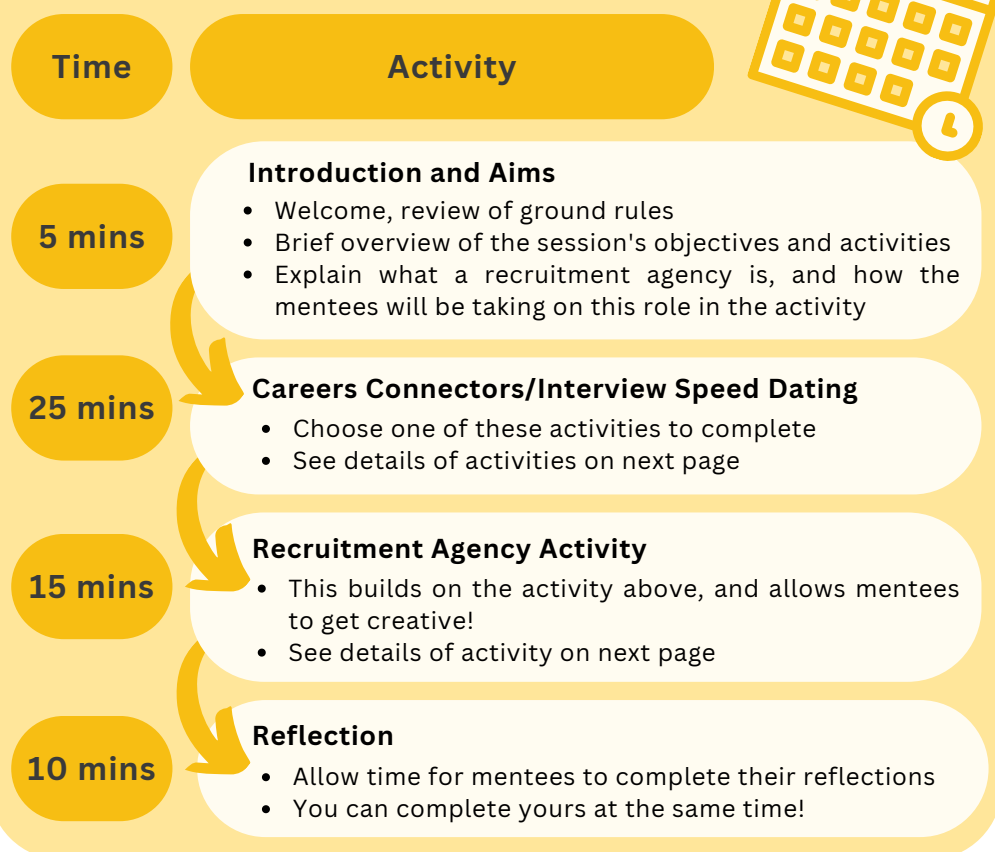 Time
Activity
5 mins
Introduction and Aims
• Welcome, review of ground rules
• Brief overview of the session's objectives and activities
• Explain what a recruitment agency is, and how the
mentees will be taking on this role in the activity
25 mins
Careers Connectors/Interview Speed Dating
• Choose one of these activities to complete
• See details of activities on next page
15 mins
Recruitment Agency Activity
• This builds on the activity above, and allows mentees
to get creative!
• See details of activity on next page
10 mins
Reflection
• Allow time for mentees to complete their reflections
• You can complete yours at the same time!